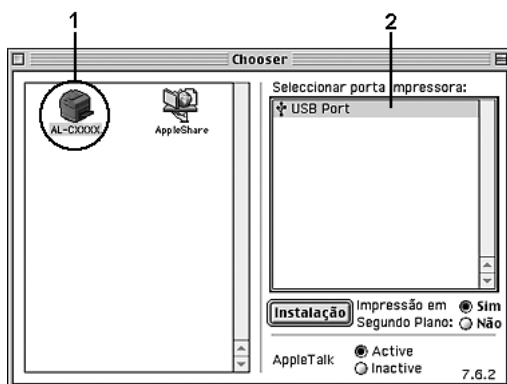 1
2
Chooser
AL-CXXXX
AppleShare
Seleccionar porta impressora:
USB Port
Instalação
Impressão em Segundo Plano:
Sim
Não
AppleTalk
Active
Inactive
7.6.2